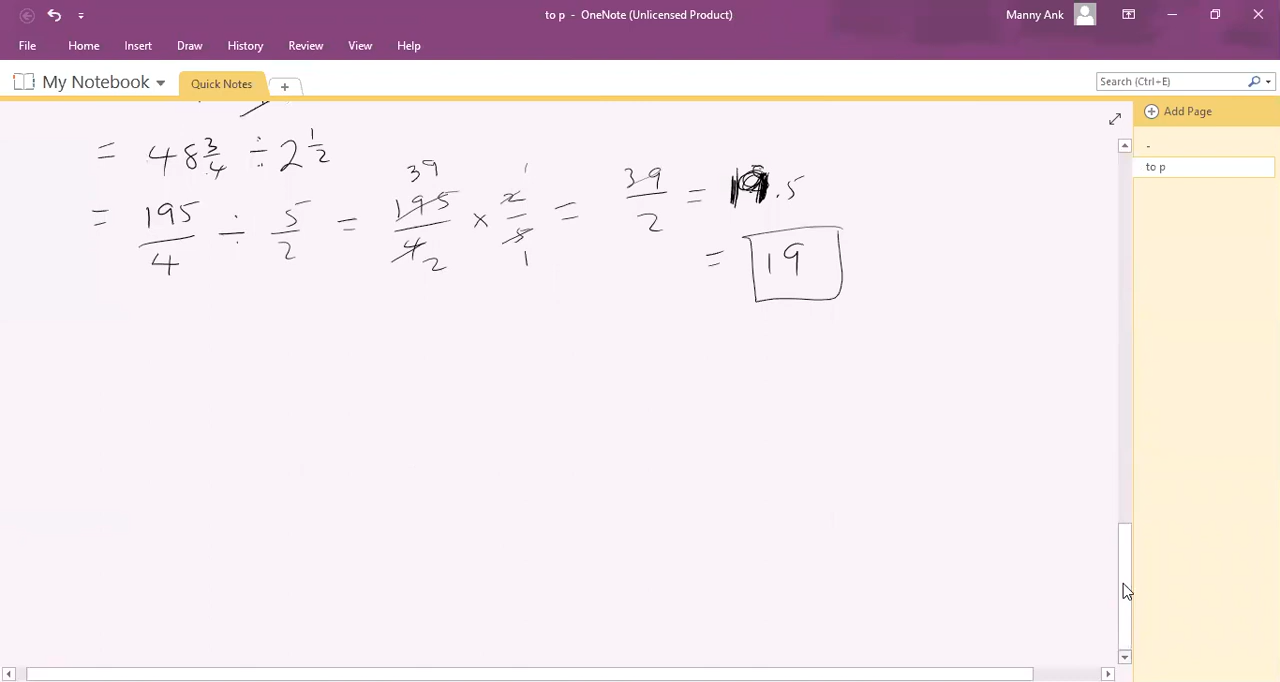 to p - OneNote (Unlicensed Product)
Manny Ank
File Home Insert Draw History Review View Help
My Notebook
Quick Notes
+
Search (Ctrl+E)
Add Page
-
to p
= 48 3/4 ÷ 2 1/2
39 1
= 195/4 ÷ 5/2 = 195/4 × 2/5 = 39/2 = 19.5
2 1
= 19